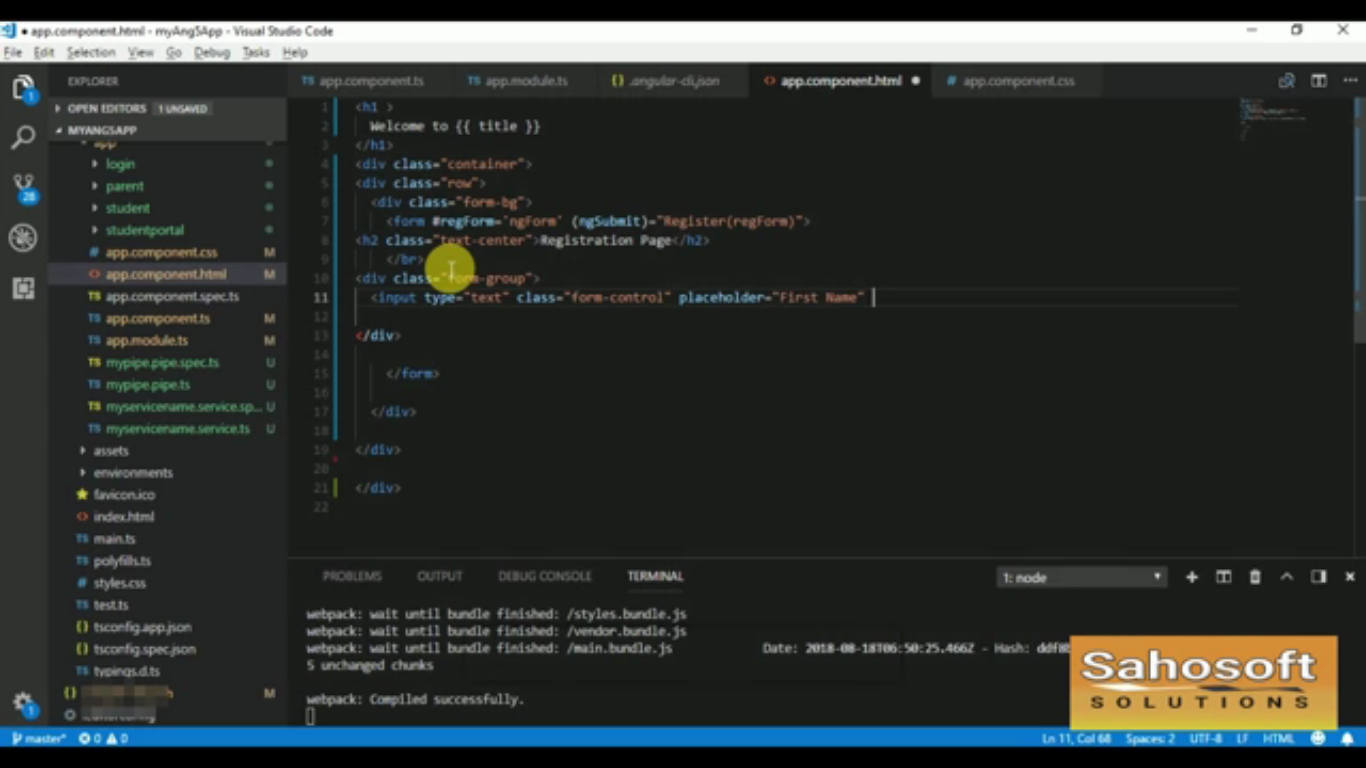 app.component.html - myAng5App - Visual Studio Code
File Edit Selection View Go Debug Tasks Help
EXPLORER
OPEN EDITORS 1 UNSAVED
MYANG5APP
app
login
parent
student
studentportal
app.component.css M
app.component.html M
app.component.spec.ts
app.component.ts M
app.module.ts M
mypipe.pipe.spec.ts U
mypipe.pipe.ts U
myservicename.service.sp... U
myservicename.service.ts U
assets
environments
favicon.ico
index.html
main.ts
polyfills.ts
styles.css
test.ts
tsconfig.app.json
tsconfig.spec.json
typings.d.ts
M
app.component.ts app.module.ts .angular-cli.json app.component.html app.component.css
1 <h1 >
2 Welcome to {{ title }}
3 </h1>
4 <div class="container">
5 <div class="row">
6 <div class="form-bg">
7 <form #regForm='ngForm' (ngSubmit)="Register(regForm)">
8 <h2 class="text-center">Registration Page</h2>
9 </br>
10 <div class="form-group">
11 <input type="text" class="form-control" placeholder="First Name"
12
13 </div>
14
15 </form>
16
17 </div>
18
19 </div>
20
21 </div>
22
PROBLEMS OUTPUT DEBUG CONSOLE TERMINAL 1: node
webpack: wait until bundle finished: /styles.bundle.js
webpack: wait until bundle finished: /vendor.bundle.js
webpack: wait until bundle finished: /main.bundle.js
Date: 2018-08-18T06:50:25.466Z - Hash:
5 unchanged chunks
webpack: Compiled successfully.
Sahosoft
SOLUTIONS
master* 0 0 Ln 11, Col 68 Spaces: 2 UTF-8 LF HTML